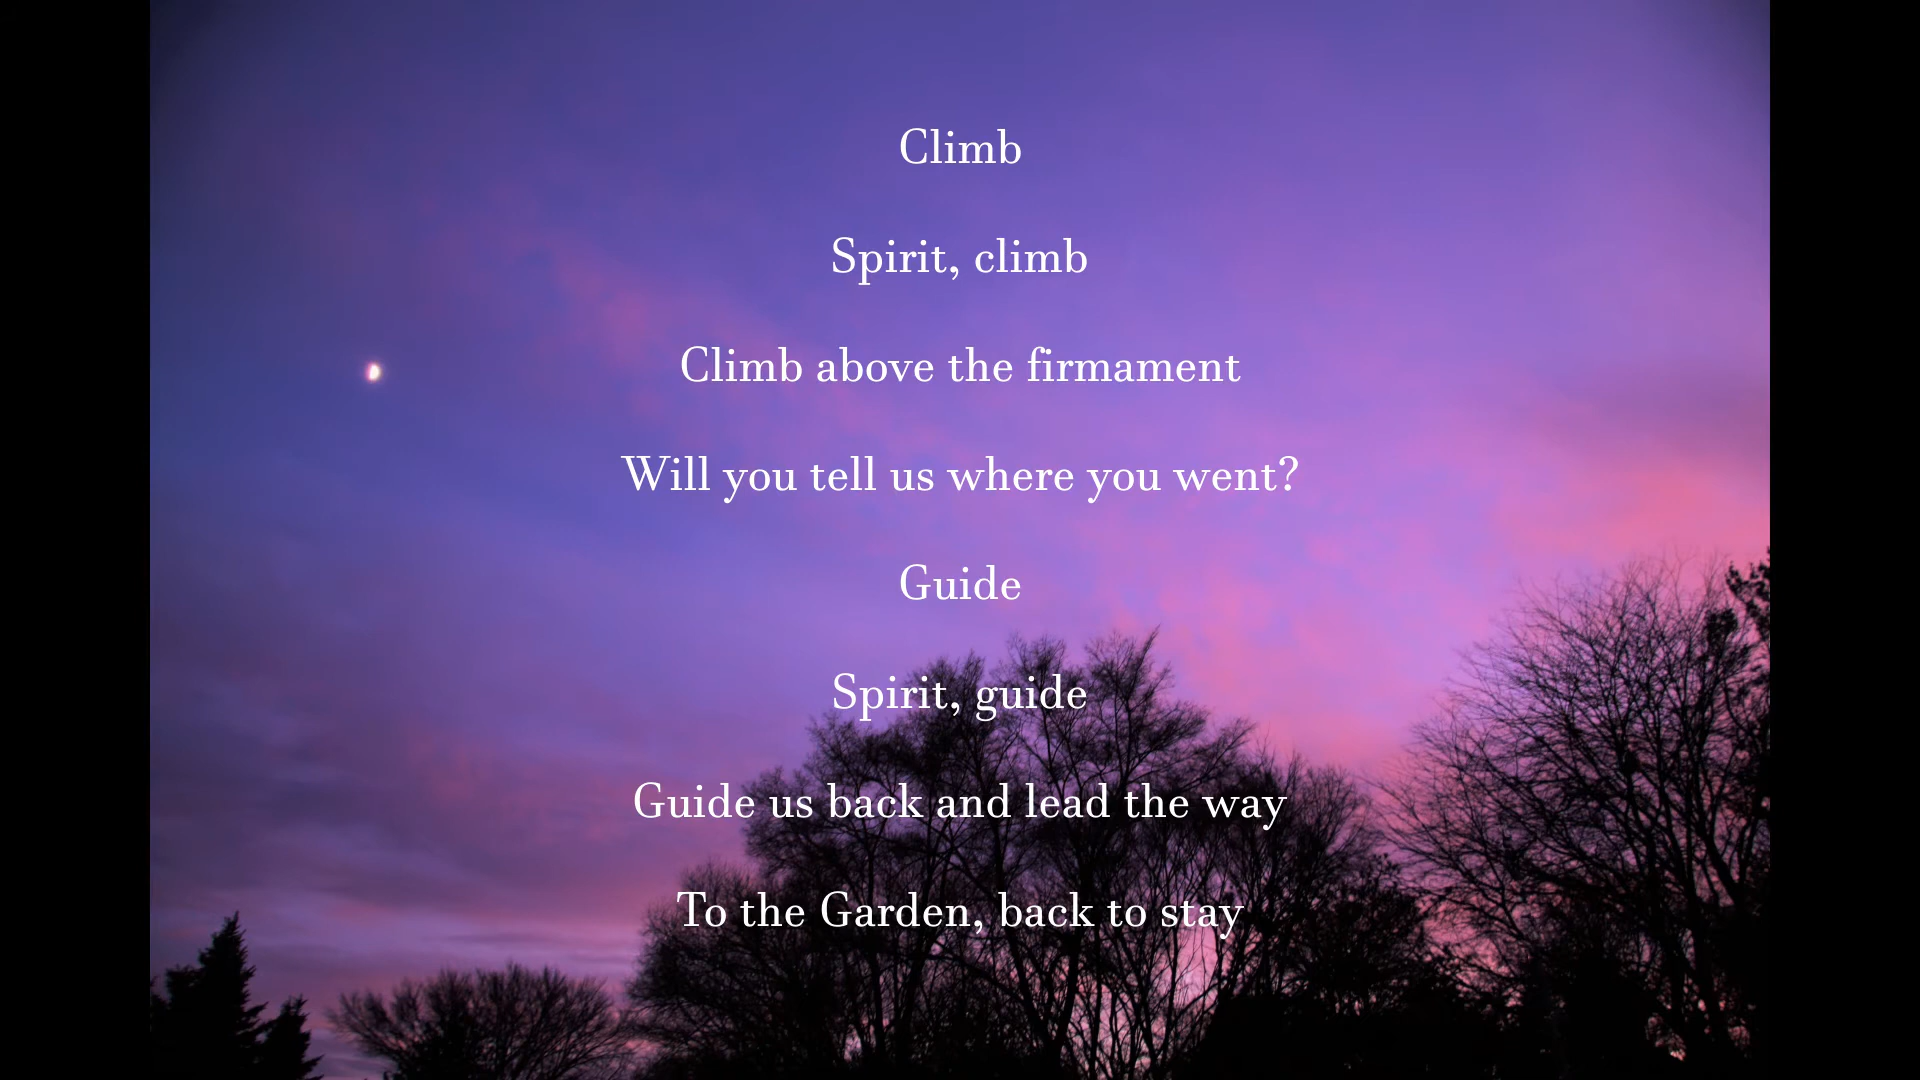 Climb
Spirit, climb
Climb above the firmament
Will you tell us where you went?
Guide
Spirit, guide
Guide us back and lead the way
To the Garden, back to stay